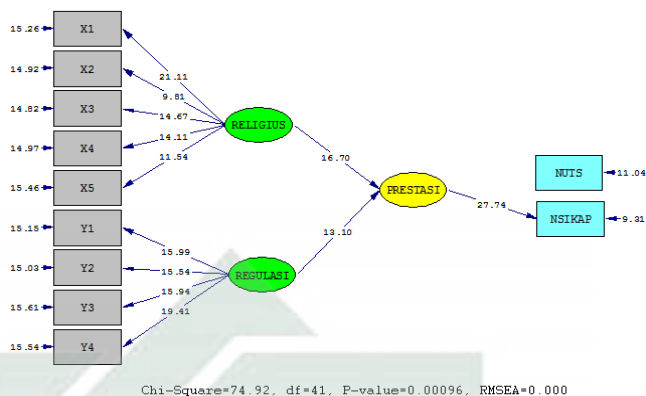 15.26 X1
14.92 X2
21.11
14.82 X3
9.81
14.67 RELIGIUS
14.97 X4
14.11
11.54 16.70 NUTS 11.04
15.46 X5
PRESTASI 27.74
15.15 Y1
13.10 NSIKAP 9.31
15.99
15.03 Y2
15.54 REGULASI
15.61 Y3
15.94
19.41
15.54 Y4
Chi-Square=74.92, df=41, P-value=0.00096, RMSEA=0.000